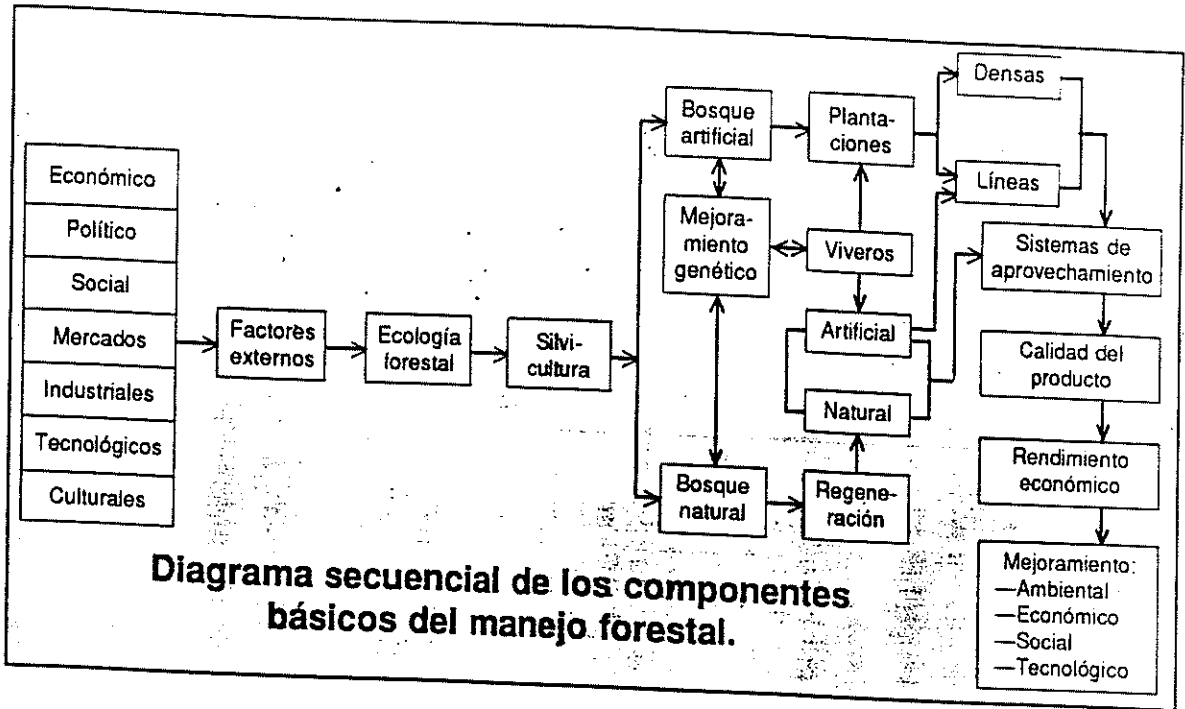 Económico
Político
Social
Mercados
Industriales
Tecnológicos
Culturales
Factores
externos
Ecología
forestal
Silvi-
cultura
Bosque
artificial
Planta-
ciones
Densas
Líneas
Mejora-
miento
genético
Viveros
Artificial
Natural
Bosque
natural
Regene-
ración
Sistemas de
aprovechamiento
Calidad del
producto
Rendimiento
económico
Mejoramiento:
—Ambiental
—Económico
—Social
—Tecnológico
Diagrama secuencial de los componentes
básicos del manejo forestal.